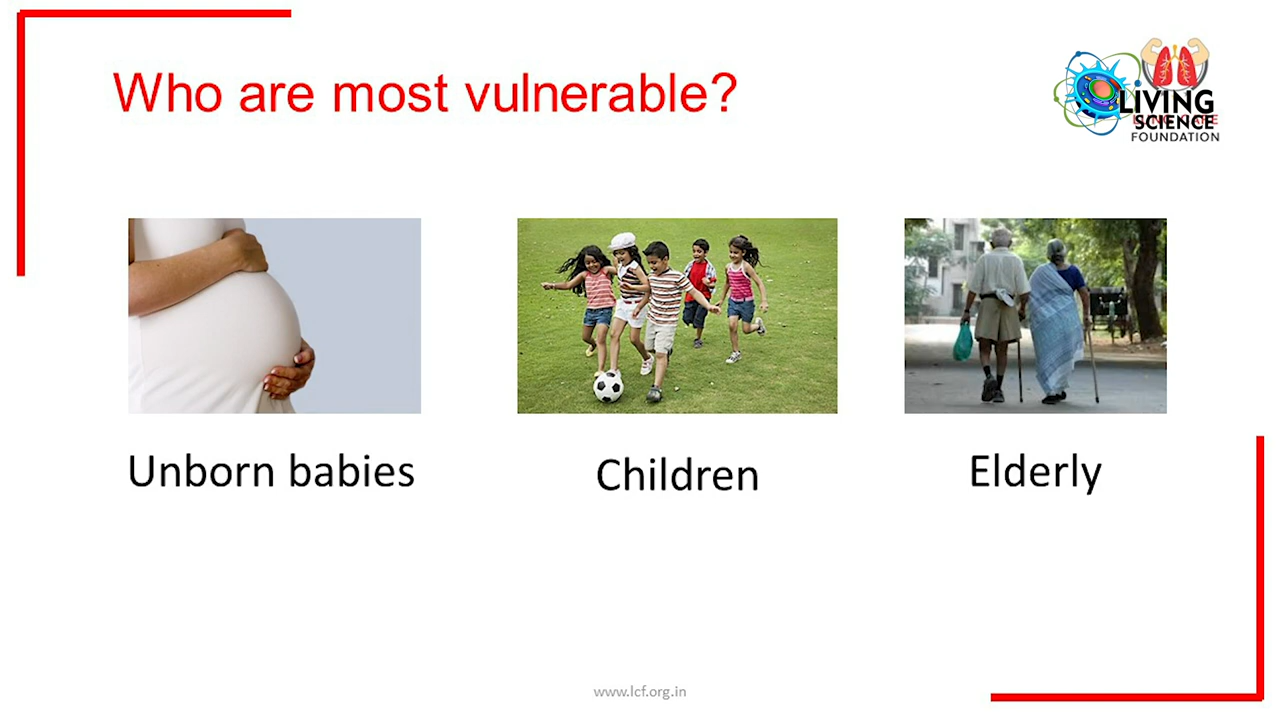 Who are most vulnerable?
LIVING
SCIENCE
FOUNDATION
Unborn babies
Children
Elderly
www.lcf.org.in